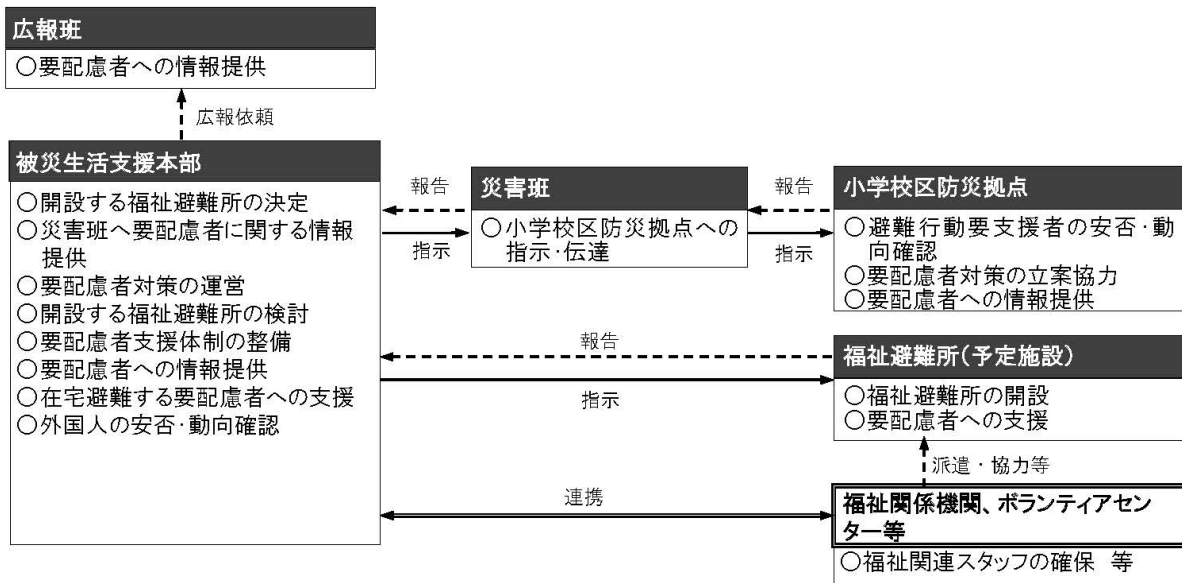 広報班
○要配慮者への情報提供
広報依頼
被災生活支援本部
○開設する福祉避難所の決定
○災害班へ要配慮者に関する情報
提供
○要配慮者対策の運営
○開設する福祉避難所の検討
○要配慮者支援体制の整備
○要配慮者への情報提供
○在宅避難する要配慮者への支援
○外国人の安否・動向確認
報告
指示
災害班
○小学校区防災拠点への
指示・伝達
報告
指示
小学校区防災拠点
○避難行動要支援者の安否・動
向確認
○要配慮者対策の立案協力
○要配慮者への情報提供
報告
指示
福祉避難所(予定施設)
○福祉避難所の開設
○要配慮者への支援
派遣・協力等
連携
福祉関係機関、ボランティアセン
ター等
○福祉関連スタッフの確保 等